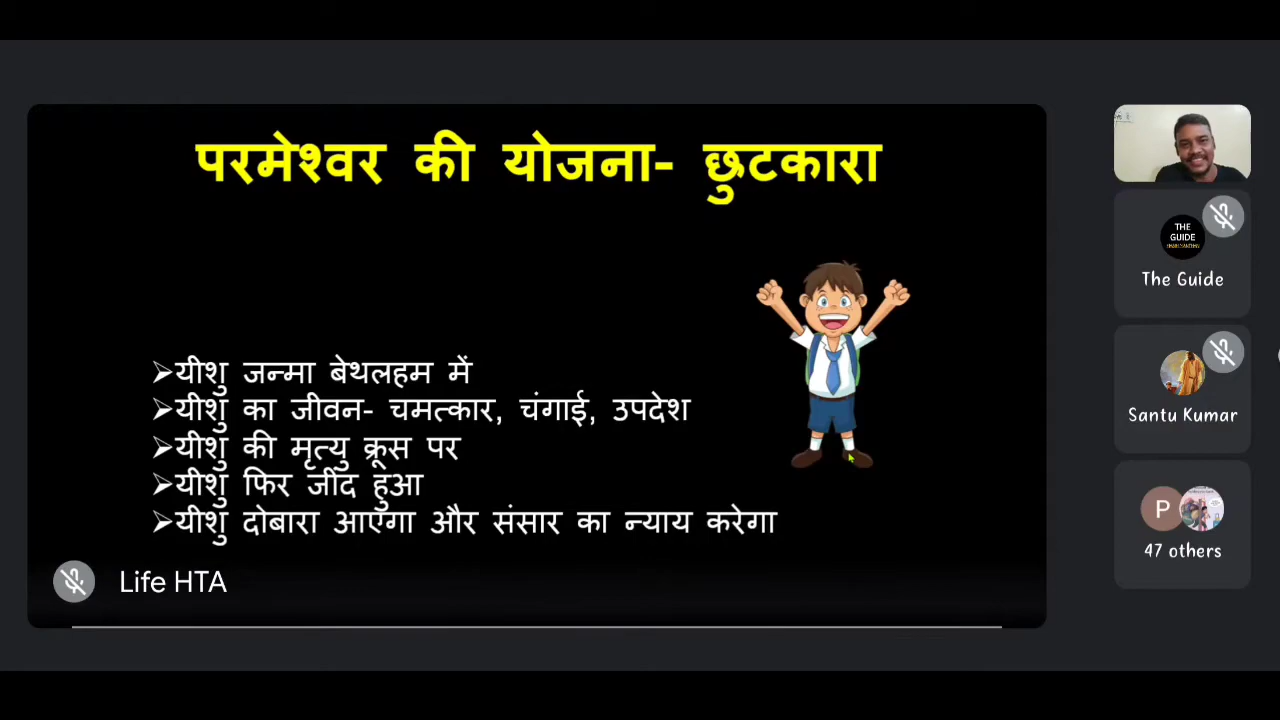 परमेश्वर की योजना- छुटकारा
➢यीशु जन्मा बेथलहम में
➢यीशु का जीवन- चमत्कार, चंगाई, उपदेश
➢यीशु की मृत्यु क्रूस पर
➢यीशु फिर जींद हुआ
➢यीशु दोबारा आएगा और संसार का न्याय करेगा
Life HTA
THE
GUIDE
The Guide
Santu Kumar
P
47 others